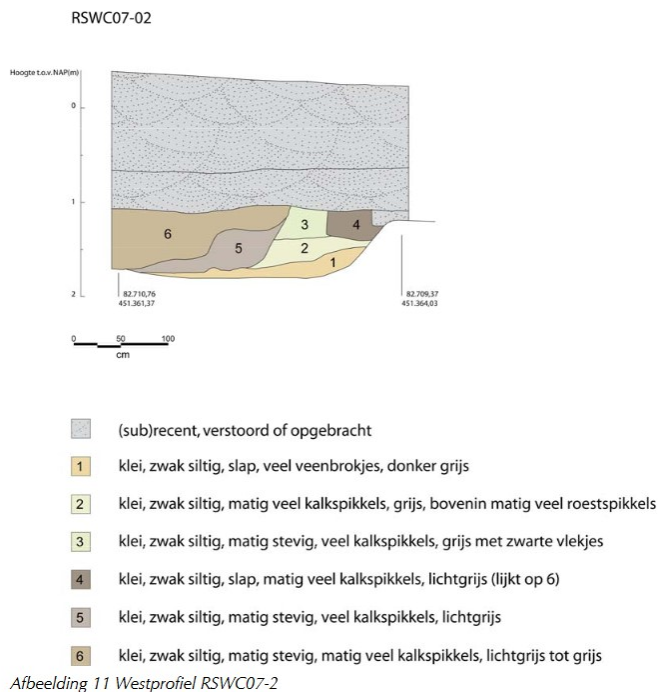 RSWC07-02
Hoogte t.o.v. NAP(m)
0
1
2
6
5
3
4
2
1
82.710,76
451.361,37
82.709,37
451.364,03
0 50 100
cm
(sub)recent, verstoord of opgebracht
1 klei, zwak siltig, slap, veel veenbrokjes, donker grijs
2 klei, zwak siltig, matig veel kalkspikkels, grijs, bovenin matig veel roestspikkels
3 klei, zwak siltig, matig stevig, veel kalkspikkels, grijs met zwarte vlekjes
4 klei, zwak siltig, slap, matig veel kalkspikkels, lichtgrijs (lijkt op 6)
5 klei, zwak siltig, matig stevig, veel kalkspikkels, lichtgrijs
6 klei, zwak siltig, matig stevig, matig veel kalkspikkels, lichtgrijs tot grijs
Afbeelding 11 Westprofiel RSWC07-2